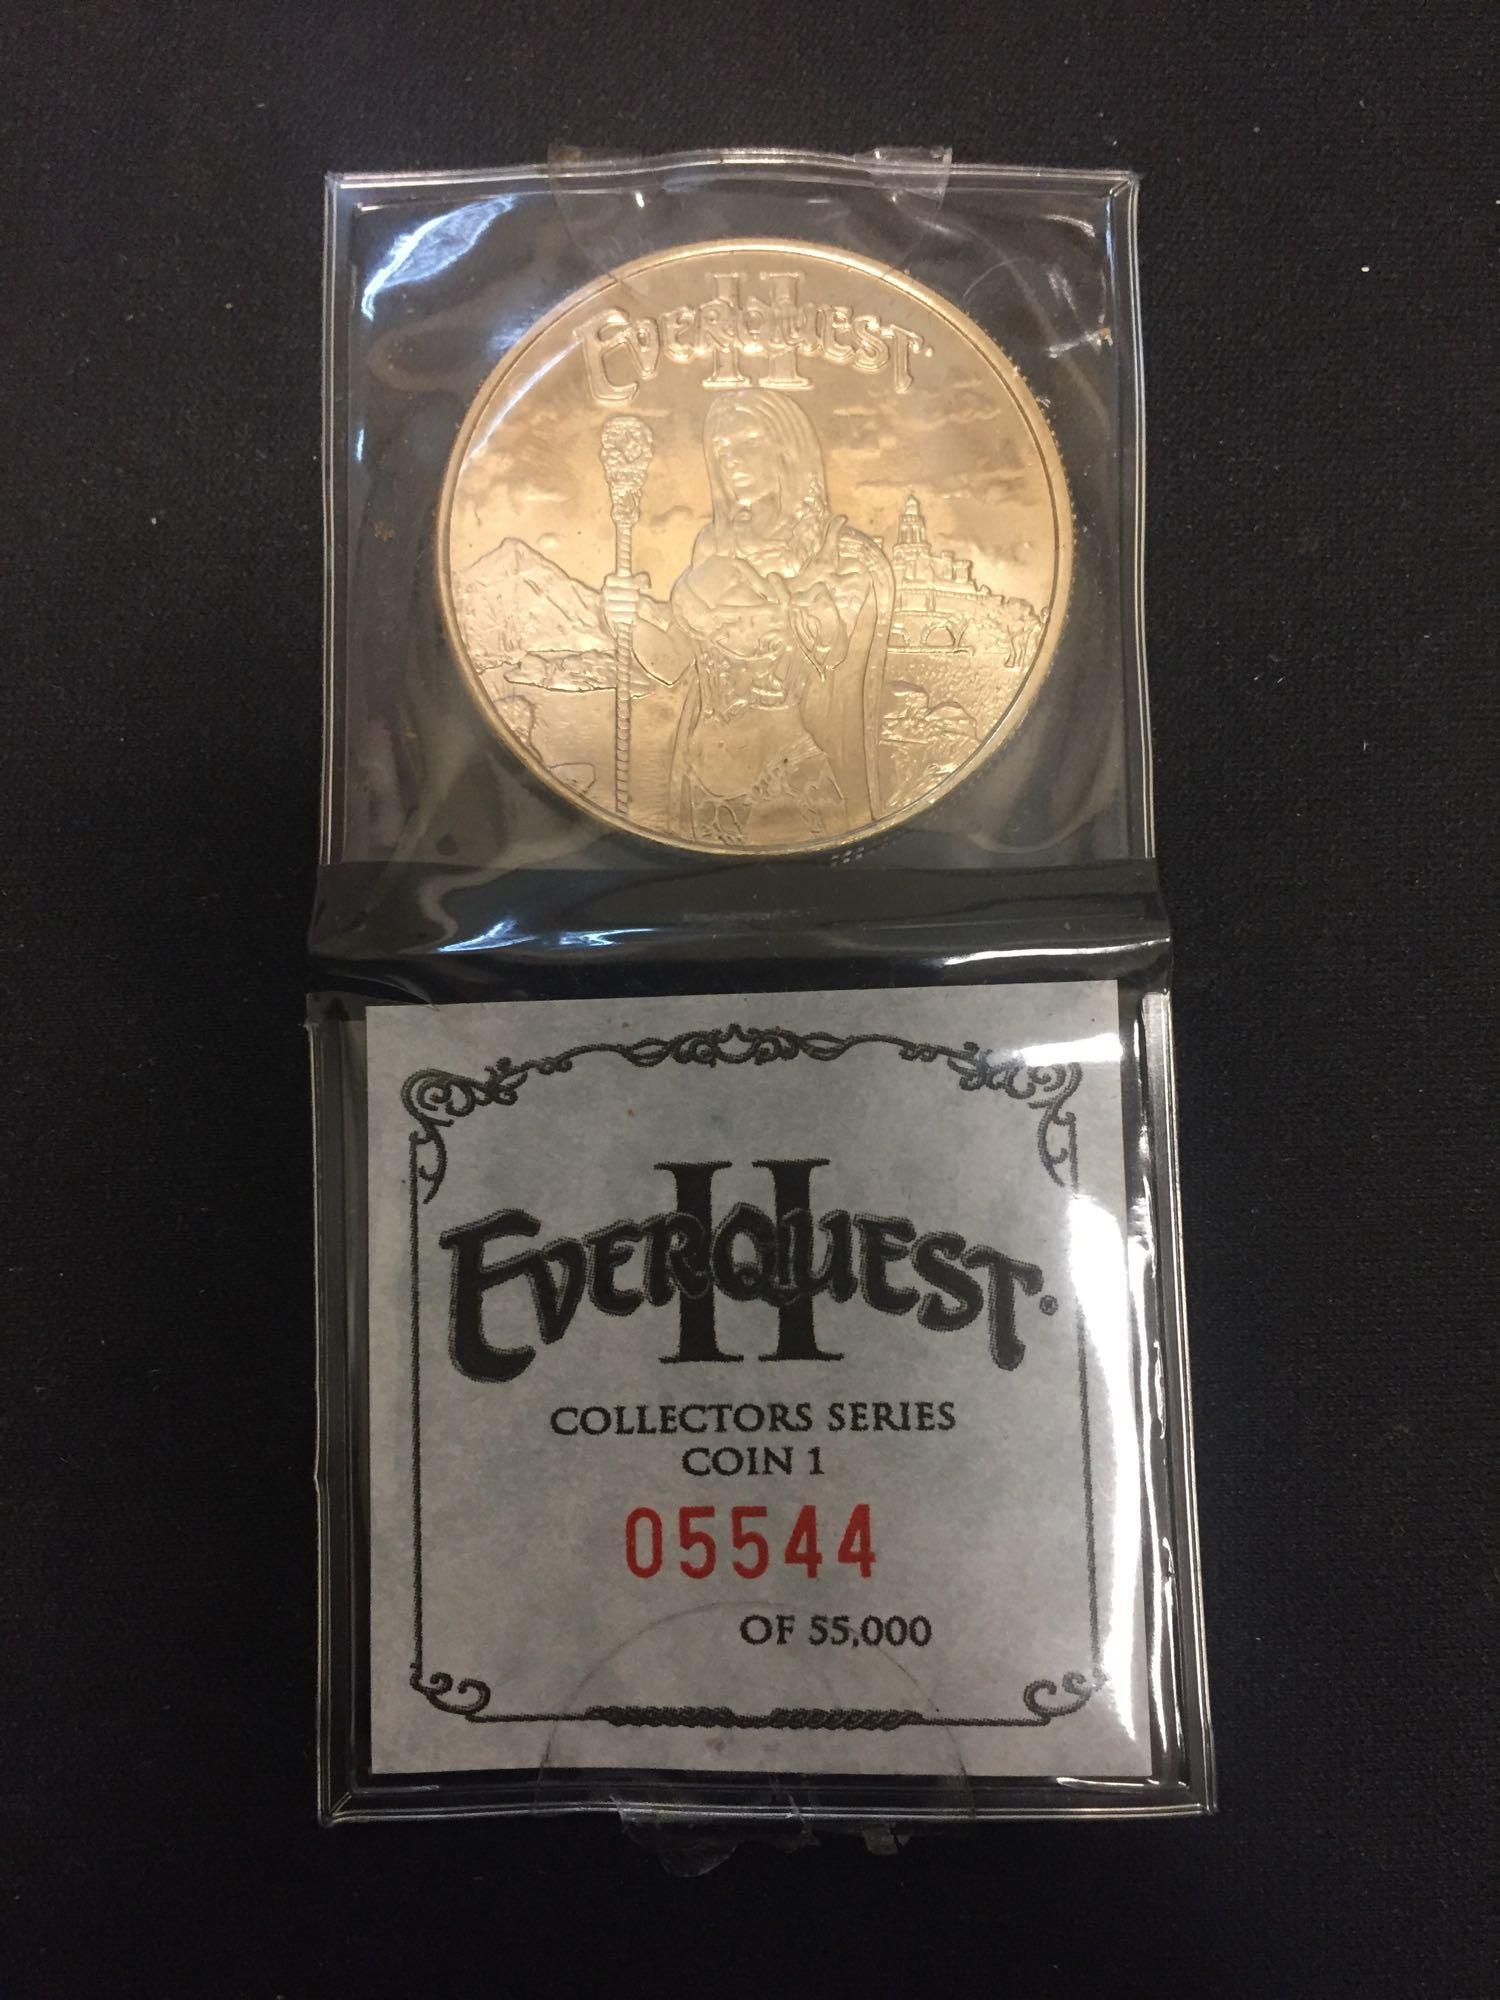 EVERQUEST II
EVERQUEST II ®
COLLECTORS SERIES
COIN 1
05544
OF 55,000